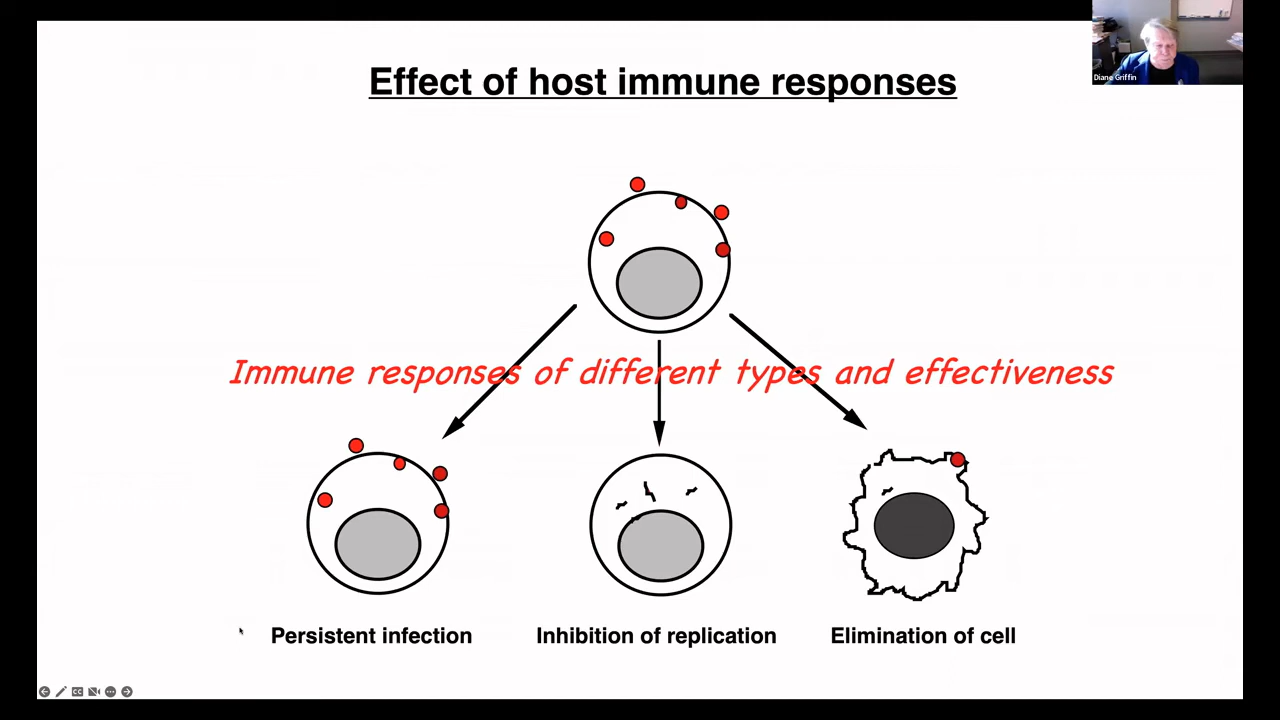 Effect of host immune responses
Diane Griffin
Immune responses of different types and effectiveness
Persistent infection
Inhibition of replication
Elimination of cell
CC